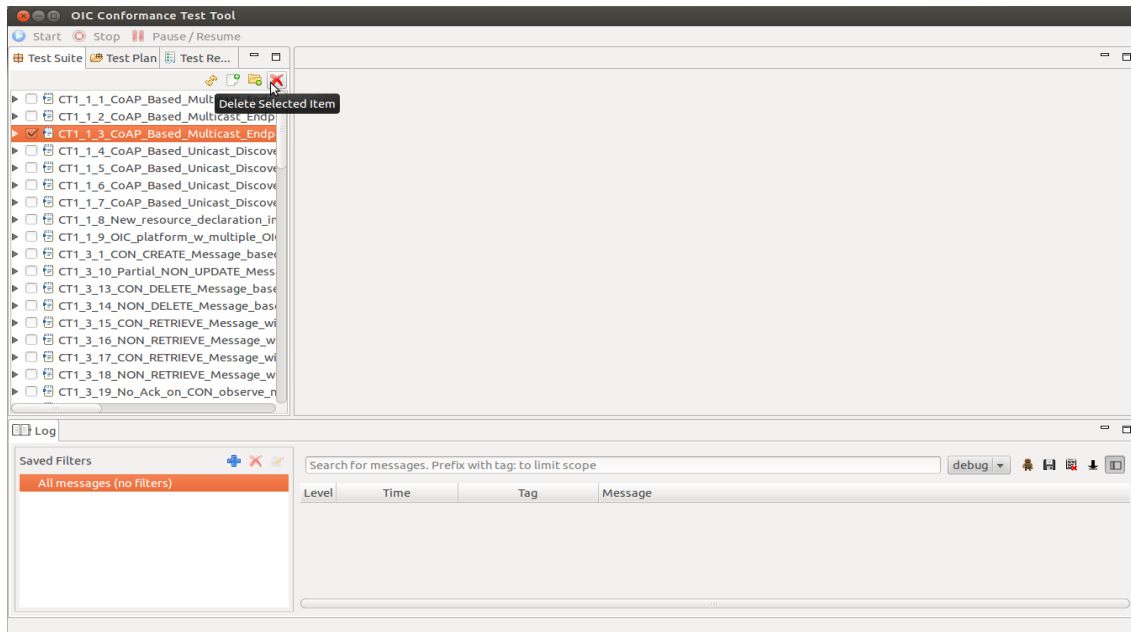 OIC Conformance Test Tool
Start Stop Pause/Resume
Test Suite Test Plan Test Re...
Delete Selected Item
CT1_1_1_CoAP_Based_Mult
CT1_1_2_CoAP_Based_Multicast_Endp
CT1_1_3_CoAP_Based_Multicast_Endp
CT1_1_4_CoAP_Based_Unicast_Discove
CT1_1_5_CoAP_Based_Unicast_Discove
CT1_1_6_CoAP_Based_Unicast_Discove
CT1_1_7_CoAP_Based_Unicast_Discove
CT1_1_8_New_resource_declaration_in
CT1_1_9_OIC_platform_w_multiple_OI
CT1_3_1_CON_CREATE_Message_based
CT1_3_10_Partial_NON_UPDATE_Mess
CT1_3_13_CON_DELETE_Message_base
CT1_3_14_NON_DELETE_Message_bas
CT1_3_15_CON_RETRIEVE_Message_wi
CT1_3_16_NON_RETRIEVE_Message_w
CT1_3_17_CON_RETRIEVE_Message_wi
CT1_3_18_NON_RETRIEVE_Message_w
CT1_3_19_No_Ack_on_CON_observe_n
Log
Saved Filters
All messages (no filters)
Search for messages. Prefix with tag: to limit scope
debug
Level Time Tag Message